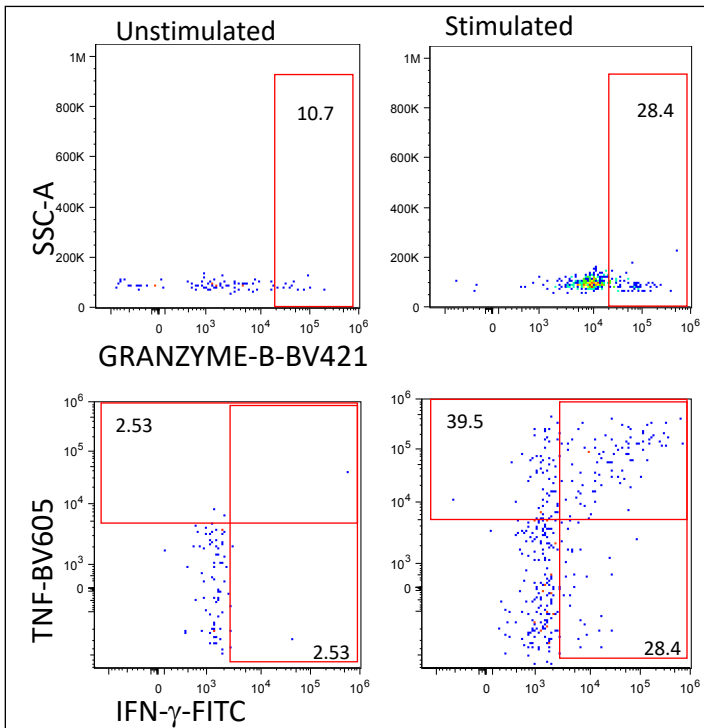 Unstimulated Stimulated
1M 1M
800K 10.7 800K 28.4
600K 600K
SSC-A
400K 400K
200K 200K
0 0
0 10³ 10⁴ 10⁵ 10⁶ 0 10³ 10⁴ 10⁵ 10⁶
GRANZYME-B-BV421
10⁶ 10⁶
2.53 39.5
10⁵ 10⁵
10⁴ 10⁴
TNF-BV605
10³ 10³
0 0
2.53 28.4
0 10³ 10⁴ 10⁵ 10⁶ 0 10³ 10⁴ 10⁵ 10⁶
IFN-γ-FITC